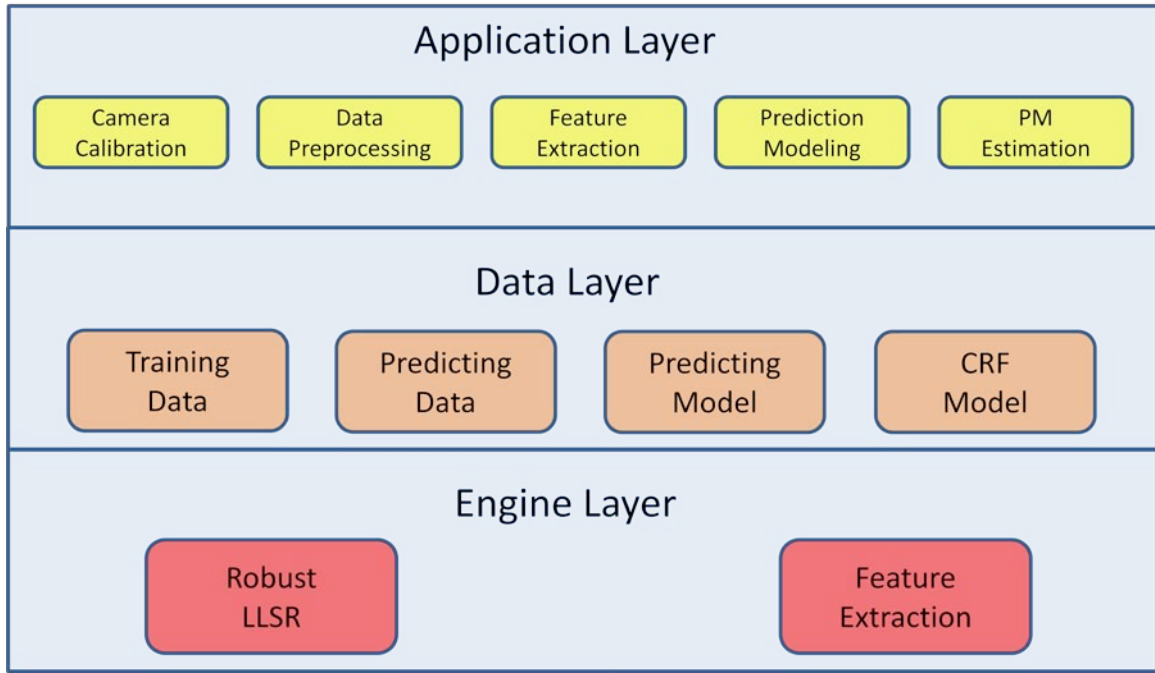 Application Layer
Camera
Calibration
Data
Preprocessing
Feature
Extraction
Prediction
Modeling
PM
Estimation
Data Layer
Training
Data
Predicting
Data
Predicting
Model
CRF
Model
Engine Layer
Robust
LLSR
Feature
Extraction